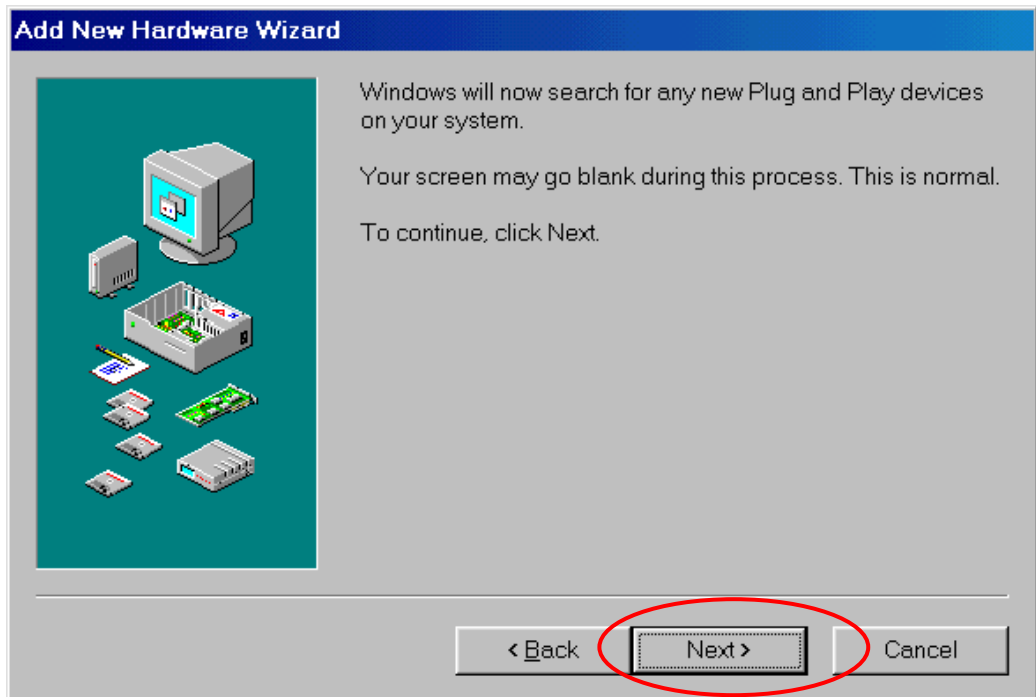 Add New Hardware Wizard
Windows will now search for any new Plug and Play devices
on your system.
Your screen may go blank during this process. This is normal.
To continue, click Next.
< Back
Next >
Cancel